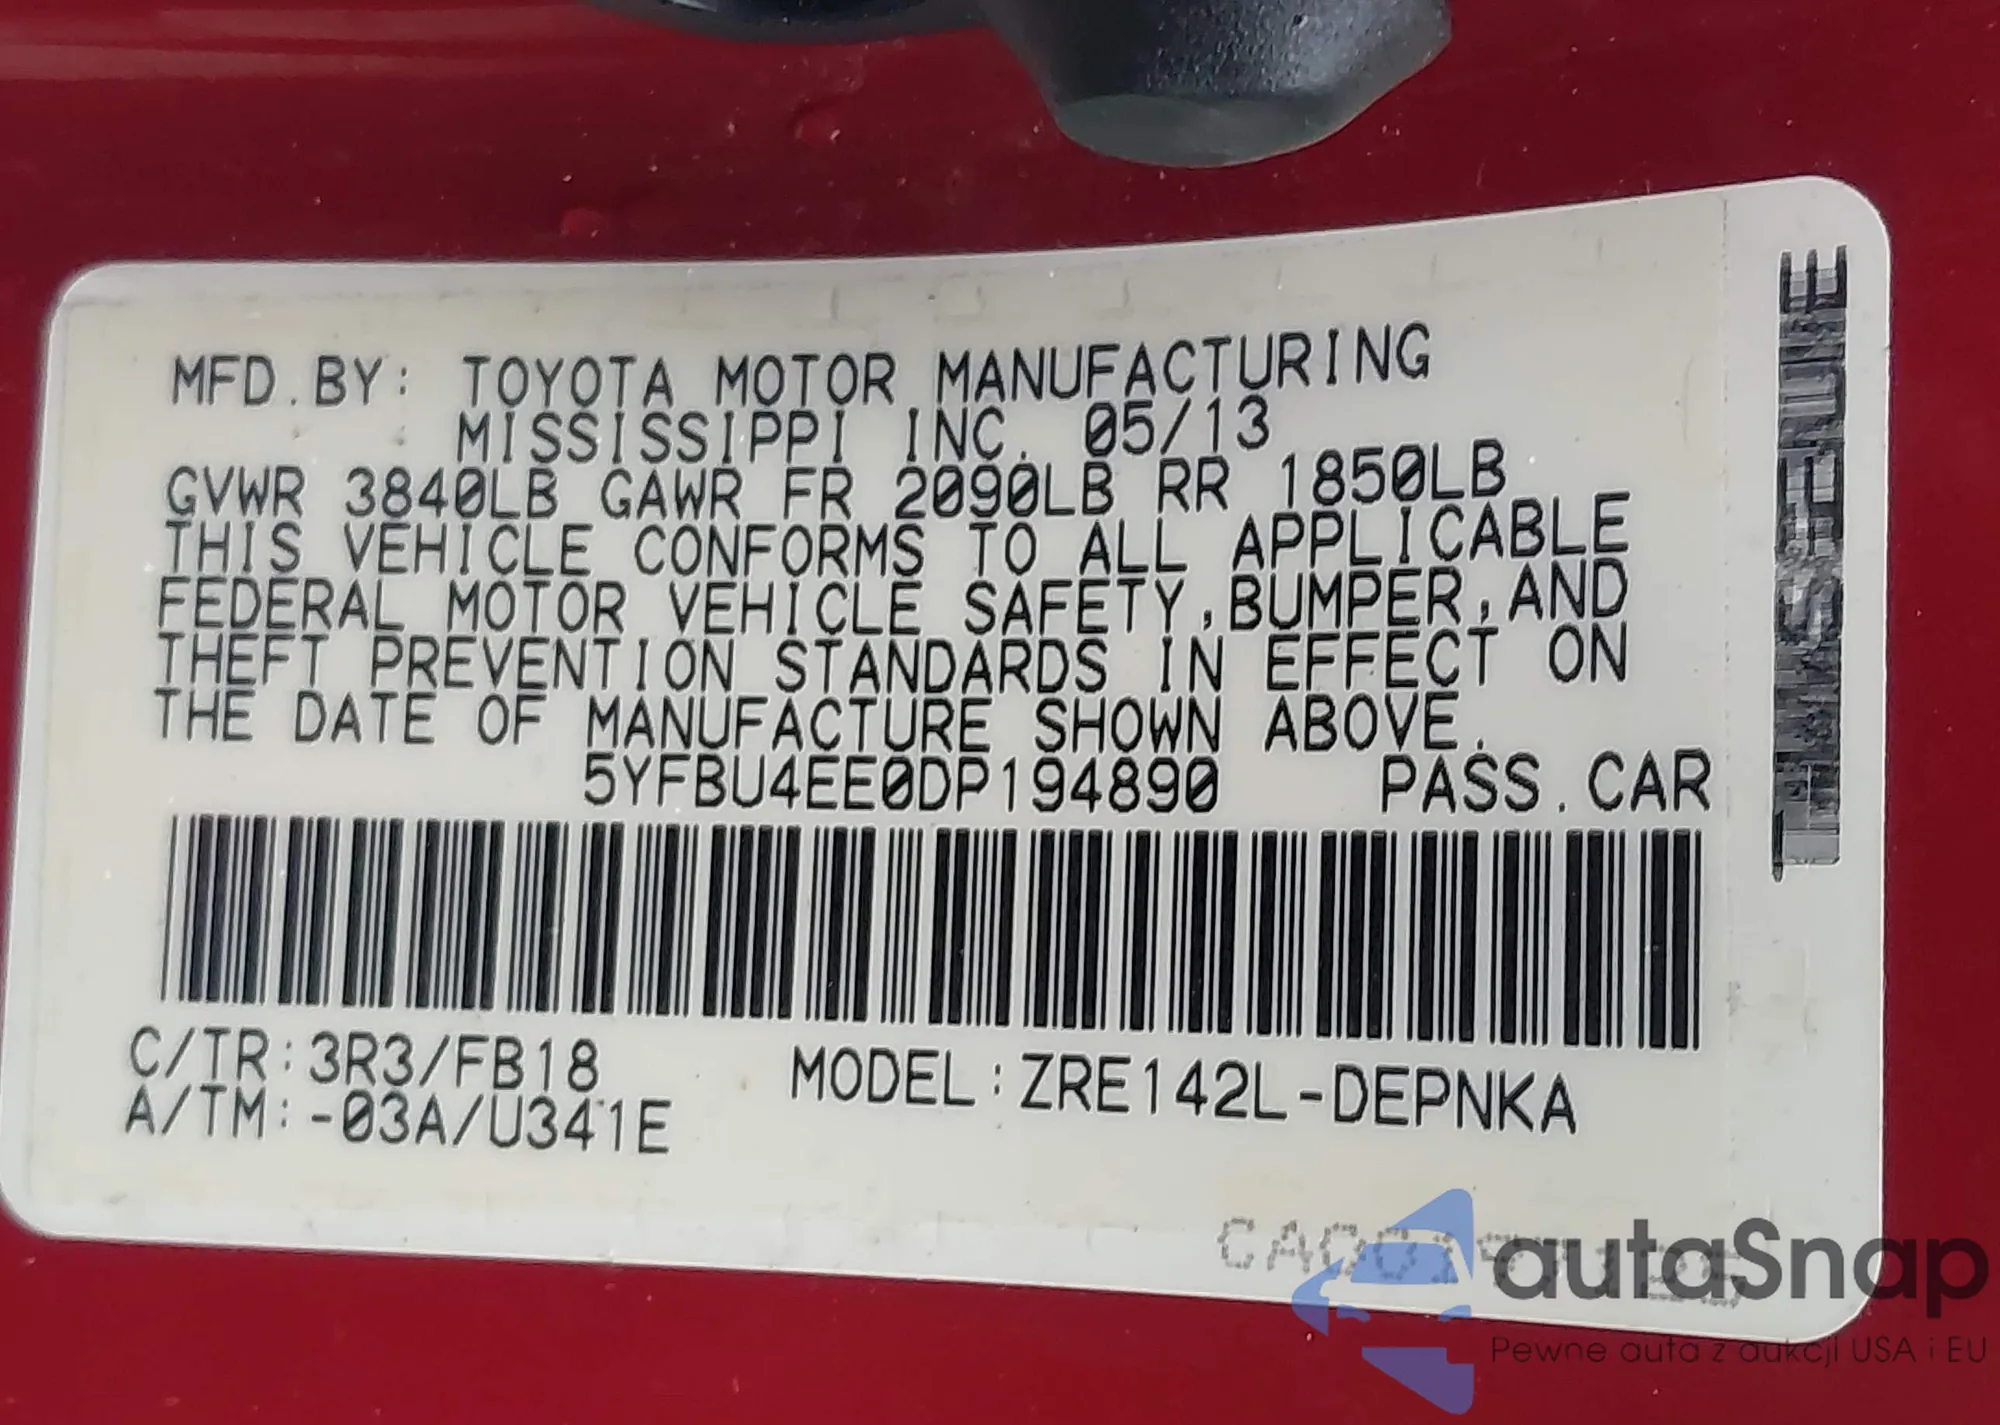 MFD.BY: TOYOTA MOTOR MANUFACTURING
MISSISSIPPI INC. 05/13
GVWR 3840LB GAWR FR 2090LB RR 1850LB
THIS VEHICLE CONFORMS TO ALL APPLICABLE
FEDERAL MOTOR VEHICLE SAFETY,BUMPER,AND
THEFT PREVENTION STANDARDS IN EFFECT ON
THE DATE OF MANUFACTURE SHOWN ABOVE.
5YFBU4EE0DP194890 PASS.CAR
C/TR:3R3/FB18
A/TM:-03A/U341E
MODEL:ZRE142L-DEPNKA
autaSnap
Pewne auta z aukcji USA i EU